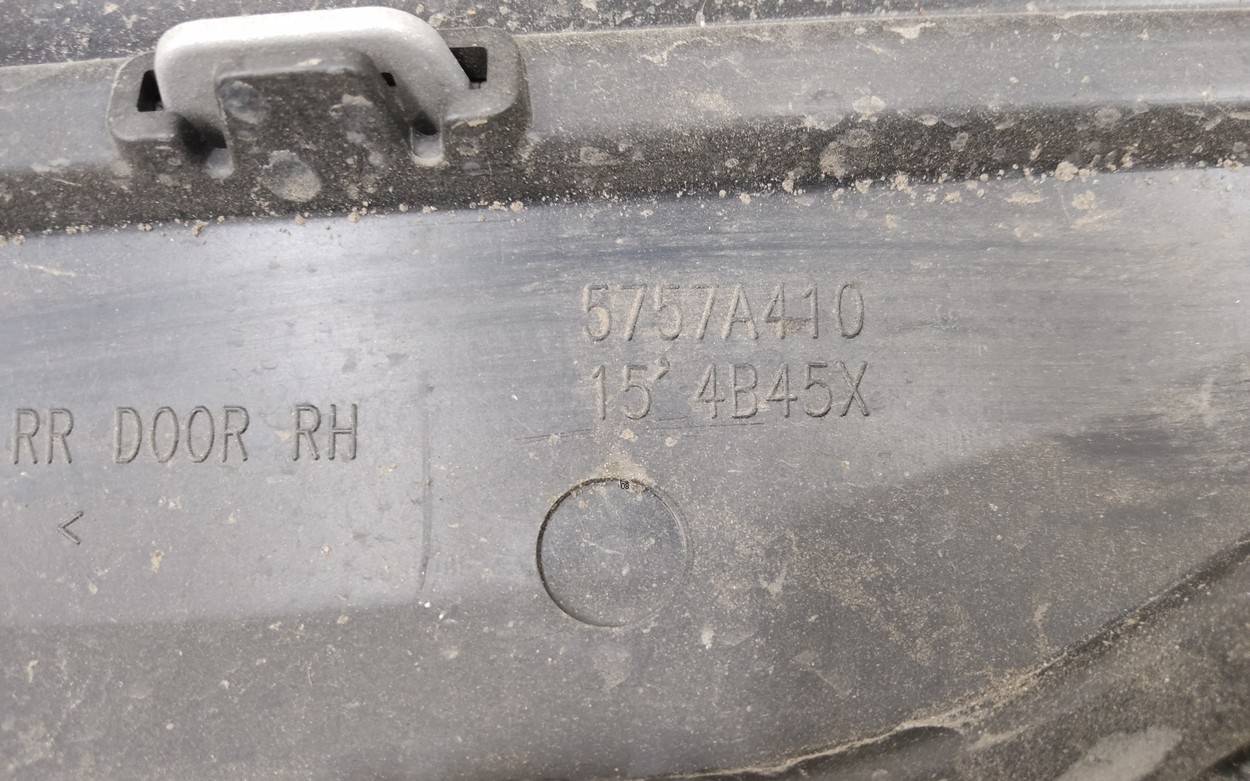 5757A410
15' 4B45X
RR DOOR RH
<